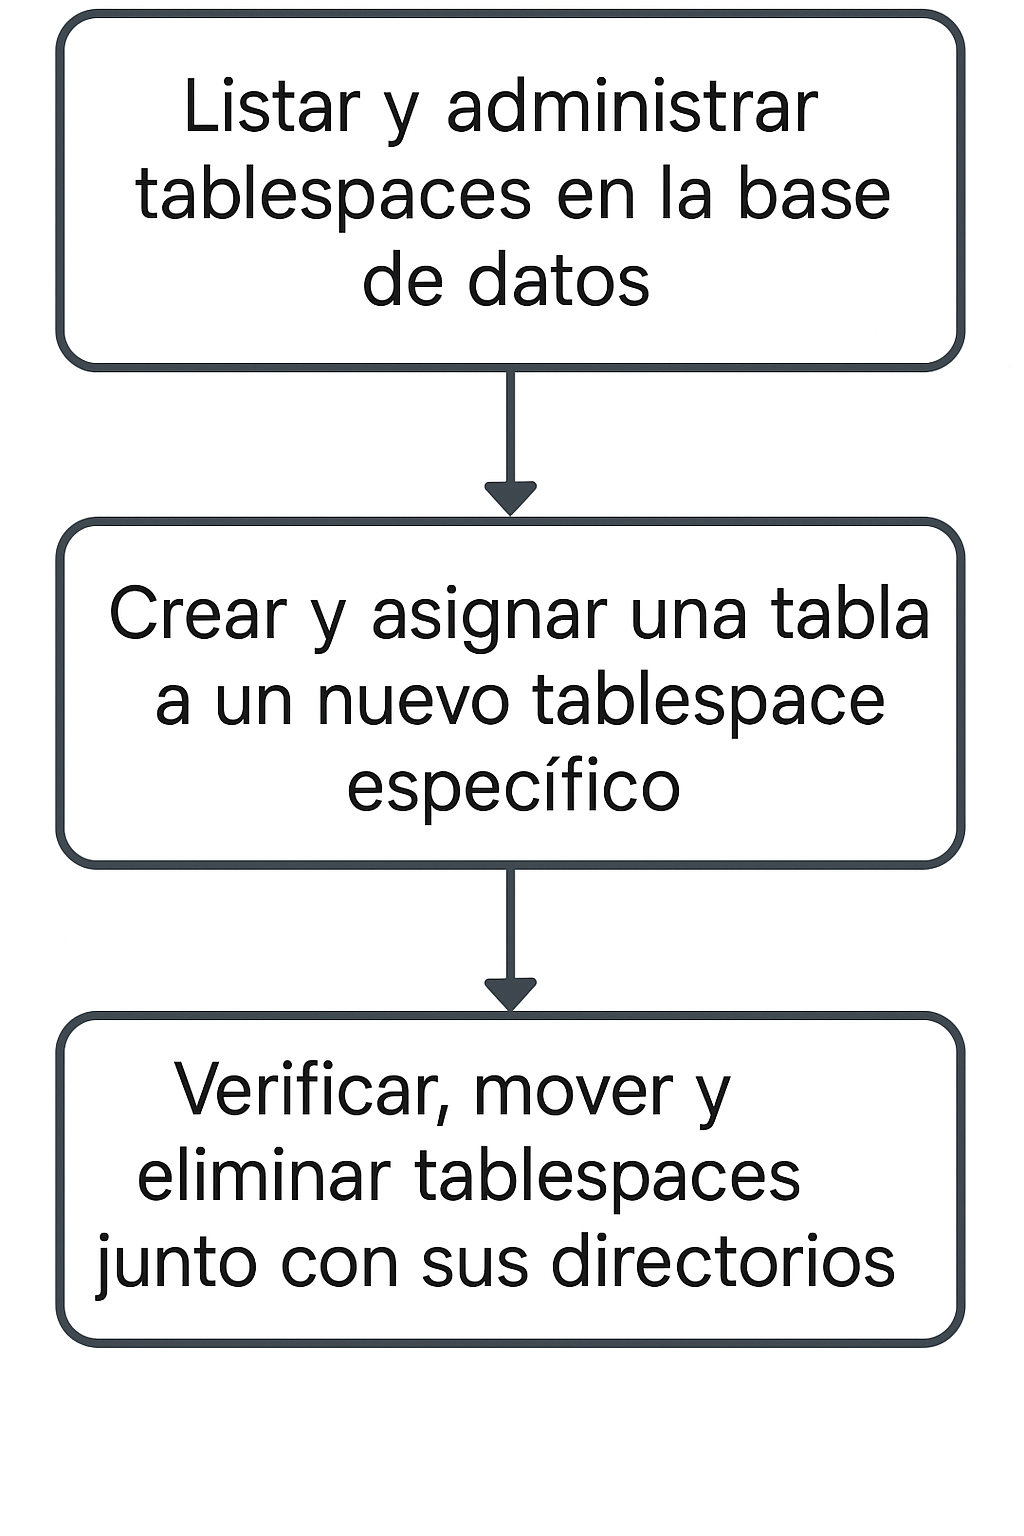 Listar y administrar
tablespaces en la base
de datos
Crear y asignar una tabla
a un nuevo tablespace
específico
Verificar, mover y
eliminar tablespaces
junto con sus directorios